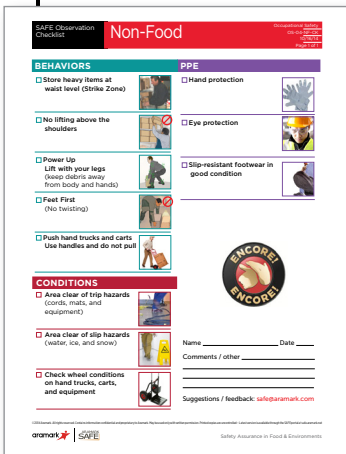 SAFE Observation
Checklist
Non-Food
Occupational Safety
Page 1 of 1
BEHAVIORS
Store heavy items at
waist level (Strike Zone)
No lifting above the
shoulders
Power Up
Lift with your legs
(keep debris away
from body and hands)
Feet First
(No twisting)
Push hand trucks and carts
Use handles and do not pull
CONDITIONS
Area clear of trip hazards
(cords, mats, and
equipment)
Area clear of slip hazards
(water, ice, and snow)
Check wheel conditions
on hand trucks, carts,
and equipment
PPE
Hand protection
Eye protection
Slip-resistant footwear in
good condition
ENCORE!
ENCORE!
Name Date
Comments / other
Suggestions / feedback: safe@aramark.com
aramark
SAFE
Safety Assurance in Food & Environments